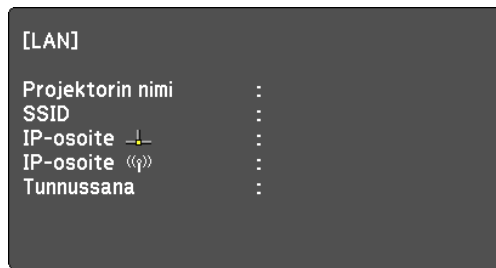 [LAN]
Projektorin nimi :
SSID :
IP-osoite :
IP-osoite :
Tunnussana :